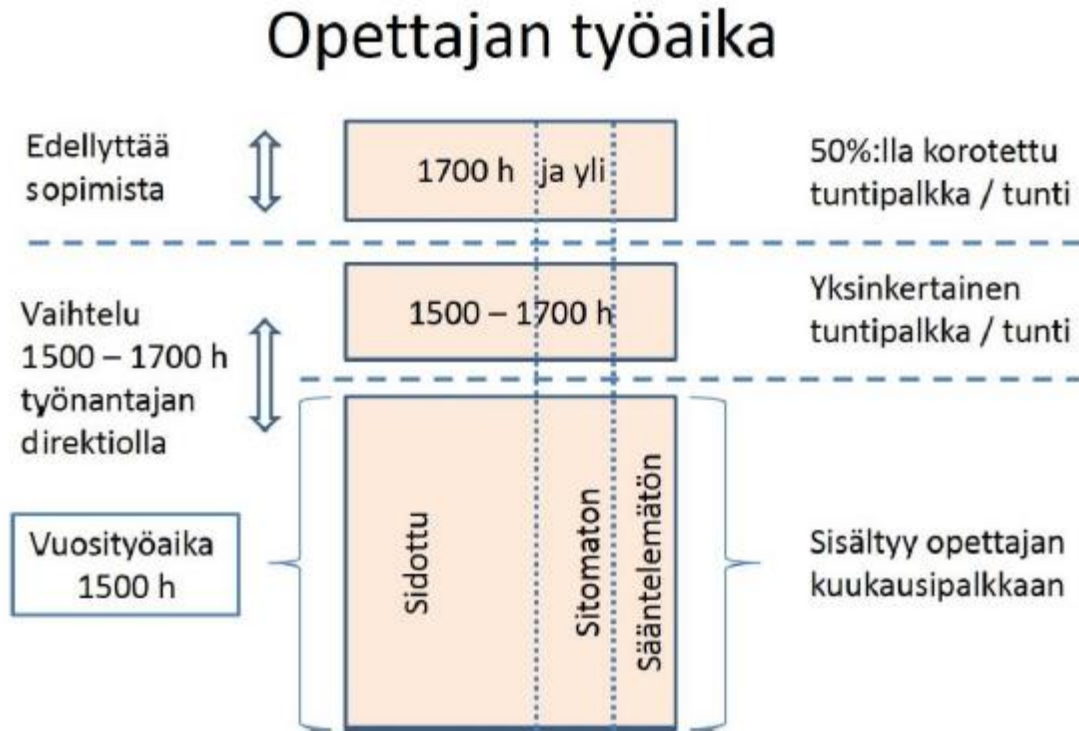 Opettajan työaika
Edellyttää
sopimista
1700 h ja yli
50%:lla korotettu
tuntipalkka / tunti
Vaihtelu
1500 – 1700 h
työnantajan
direktiolla
1500 – 1700 h
Yksinkertainen
tuntipalkka / tunti
Vuosityöaika
1500 h
Sidottu
Sitomaton
Sääntelemätön
Sisältyy opettajan
kuukausipalkkaan